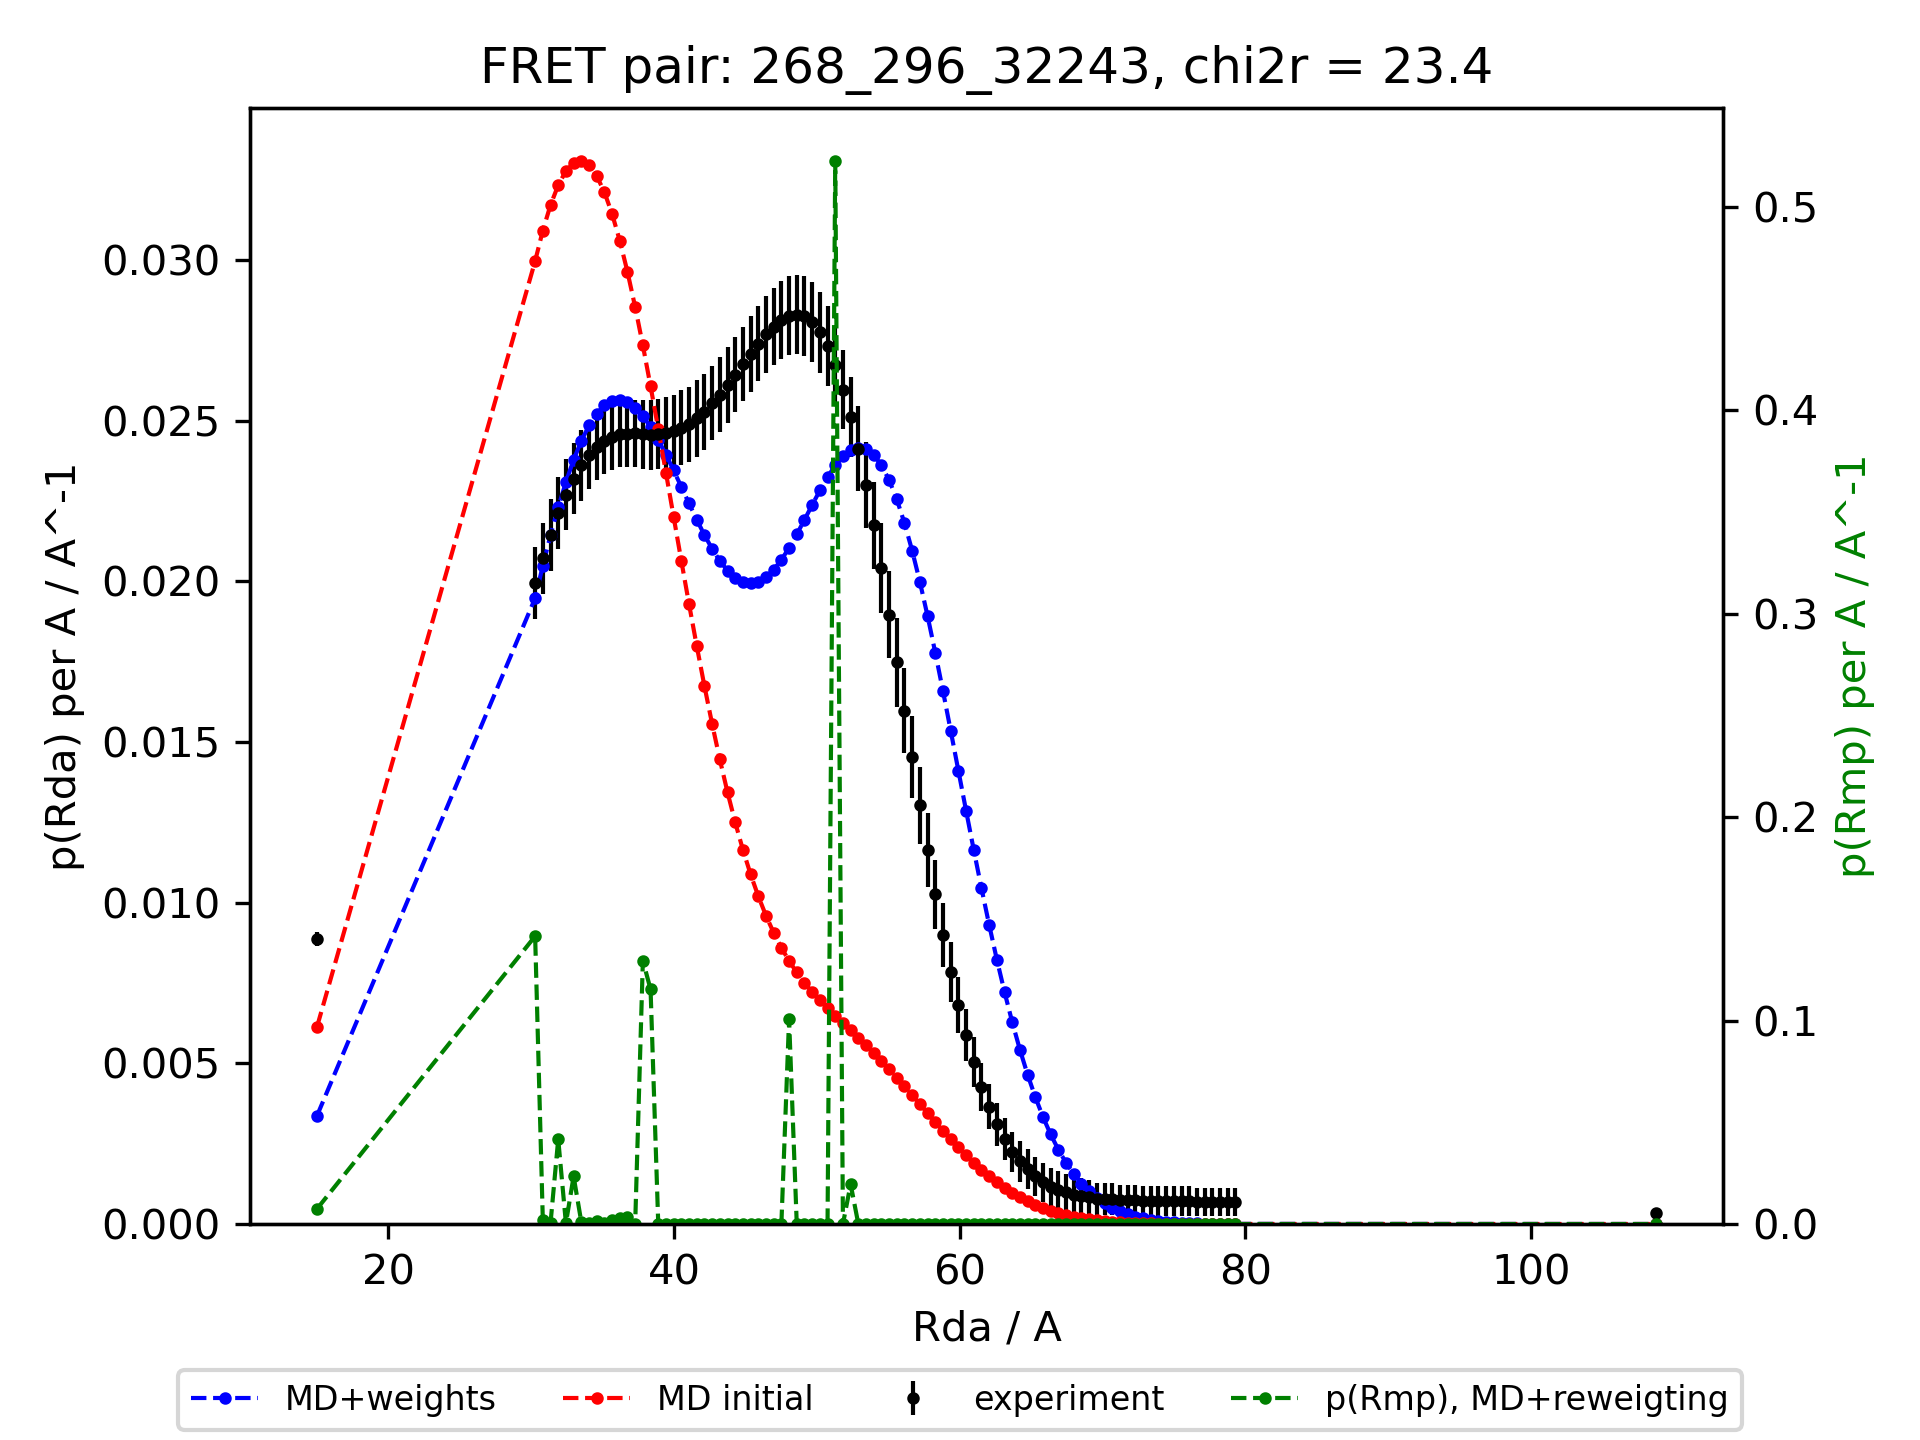 FRET pair: 268_296_32243, chi2r = 23.4
p(Rda) per A / A^-1
0.030
0.025
0.020
0.015
0.010
0.005
0.000
0.5
0.4
0.3
0.2
0.1
0.0
p(Rmp) per A / A^-1
20 40 60 80 100
Rda / A
MD+weights MD initial experiment p(Rmp), MD+reweigting